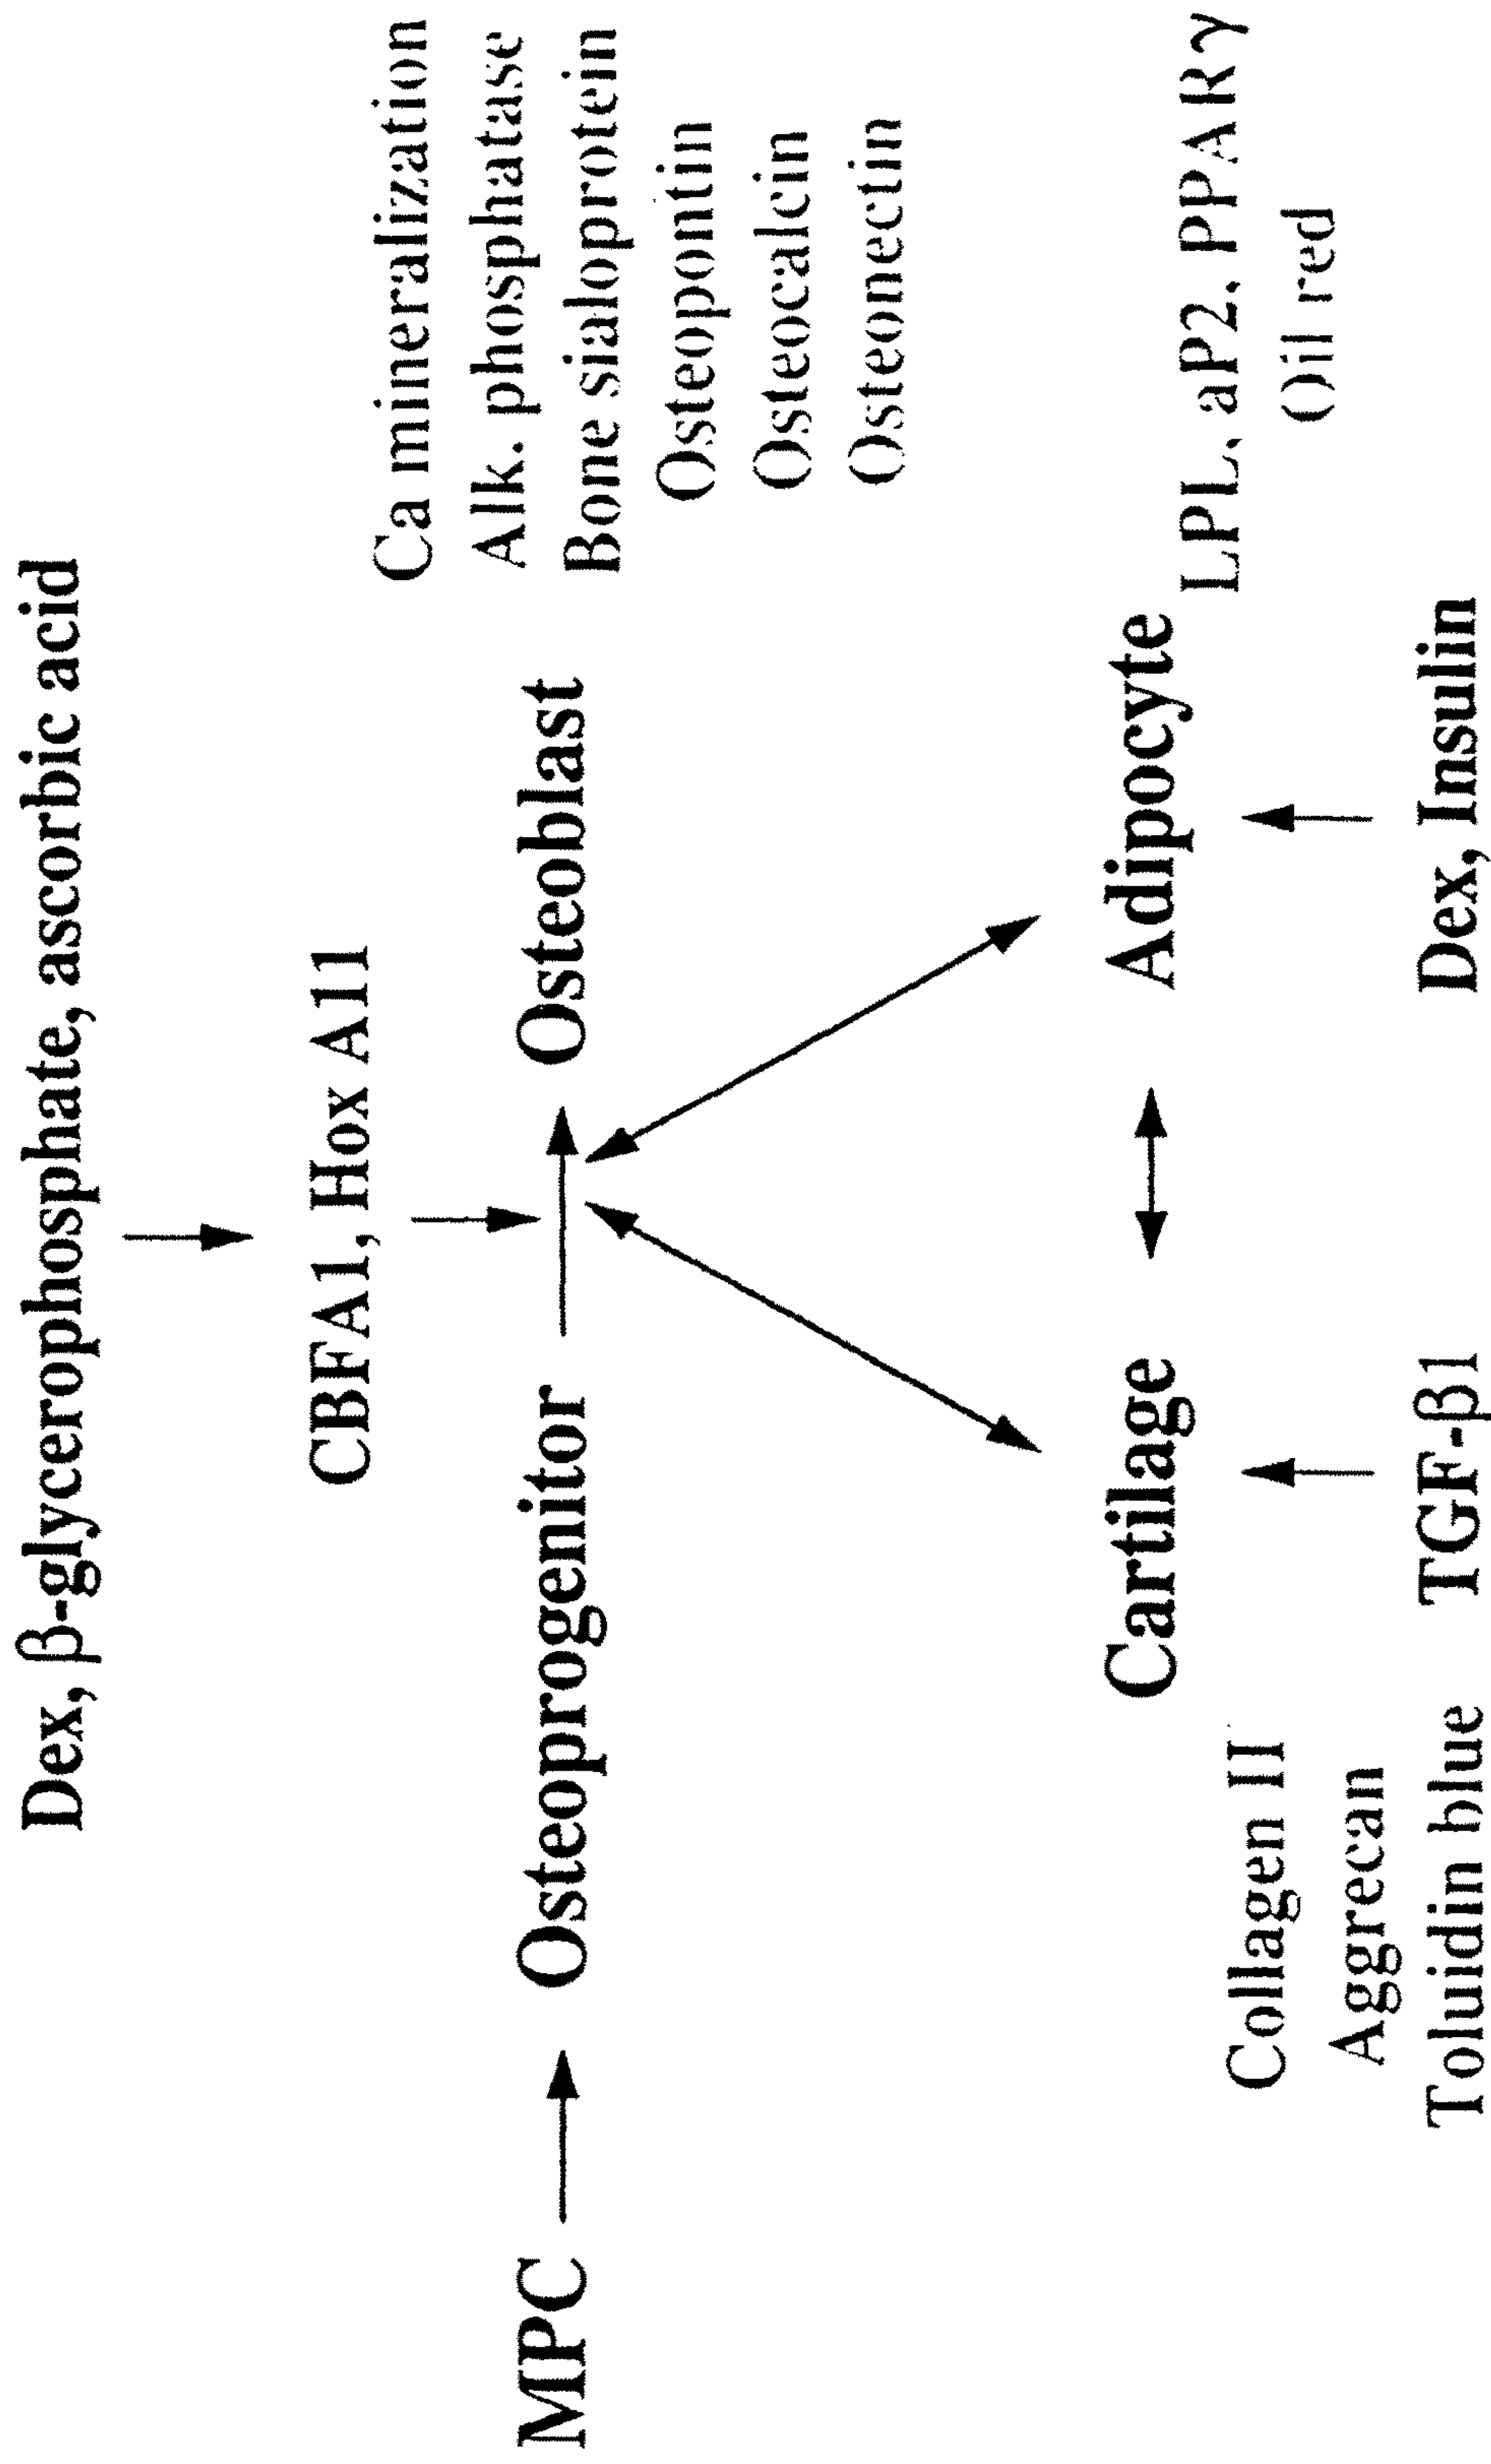 Dex, β-glycerophosphate, ascorbic acid
CBFA1, Hox A11
MPC
Osteoprogenitor
Osteoblast
Ca mineralization
Alk. phosphatase
Bone sialoprotein
Osteopontin
Osteocalcin
Osteonectin
Cartilage
Adipocyte
LPL, aP2, PPARγ
Oil red
Collagen II
Aggrecan
Toluidin blue
TGF-β1
Dex, Insulin